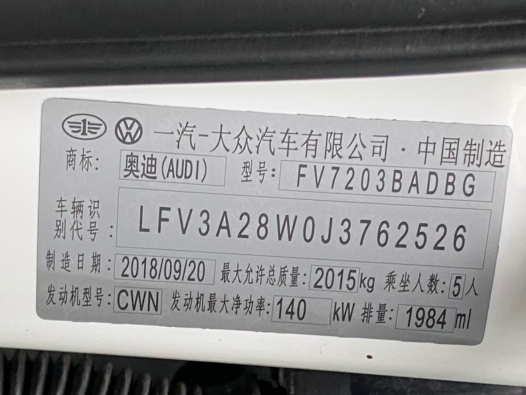 一汽-大众汽车有限公司·中国制造
商标: 奥迪(AUDI) 型号: FV7203BADBG
车辆识别代号: LFV3A28W0J3762526
制造日期: 2018/09/20 最大允许总质量: 2015kg 乘坐人数: 5人
发动机型号: CWN 发动机最大净功率: 140 kW 排量: 1984 ml